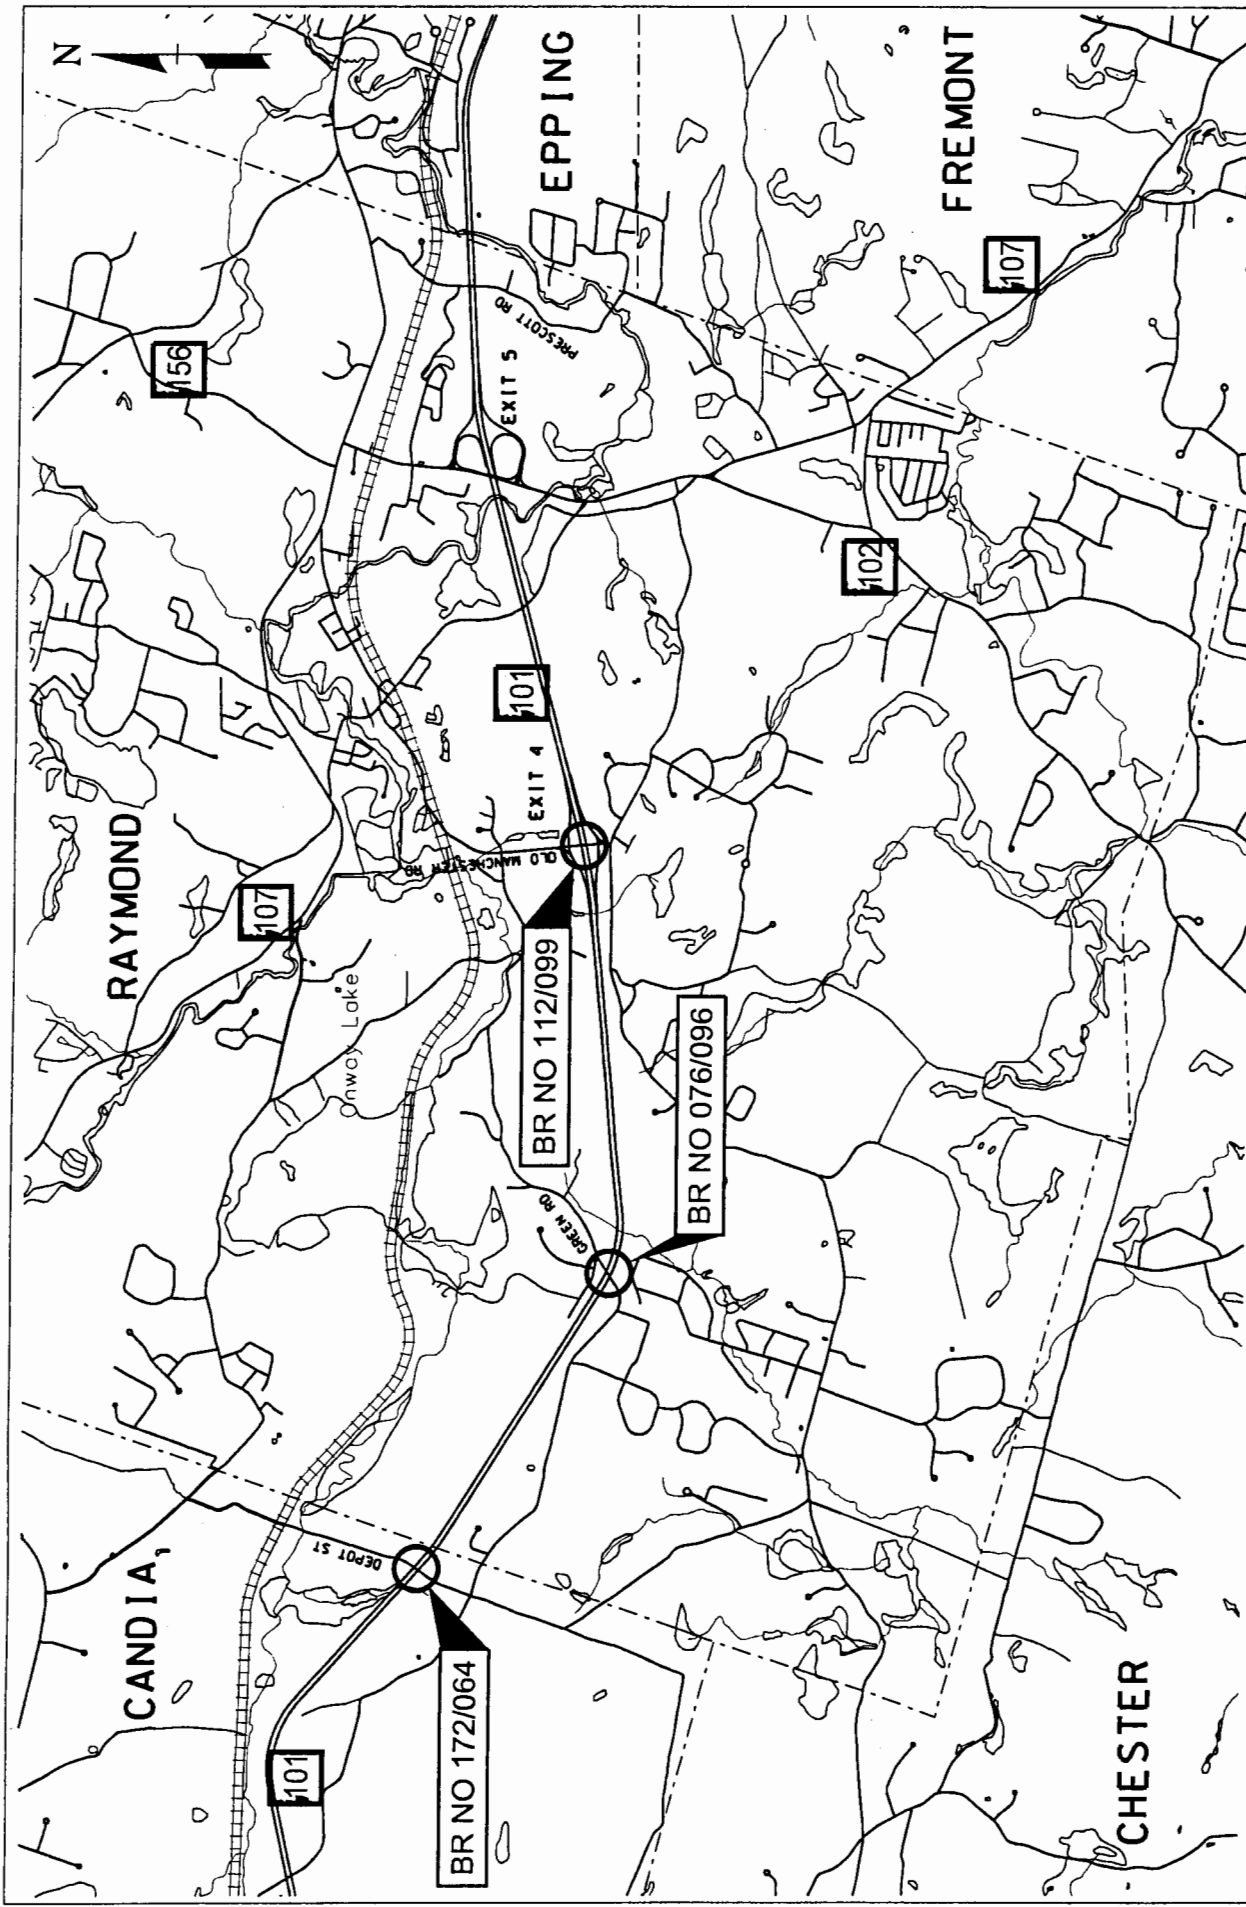 N
CANDIA
RAYMOND
EPPING
FREMONT
CHESTER
156
107
101
107
101
102
EXIT 5
PRESCOTT RD
EXIT 4
OLD MANCHESTER RD
Onway Lake
GREEN RD
DEPOT ST
BR NO 172/064
BR NO 112/099
BR NO 076/096